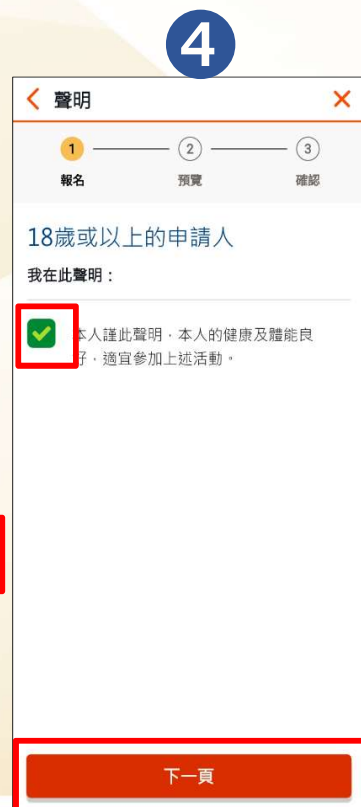 4
聲明
1 2 3
報名 預覽 確認
18歲或以上的申請人
我在此聲明：
本人謹此聲明，本人的健康及體能良
好，適宜參加上述活動。
下一頁